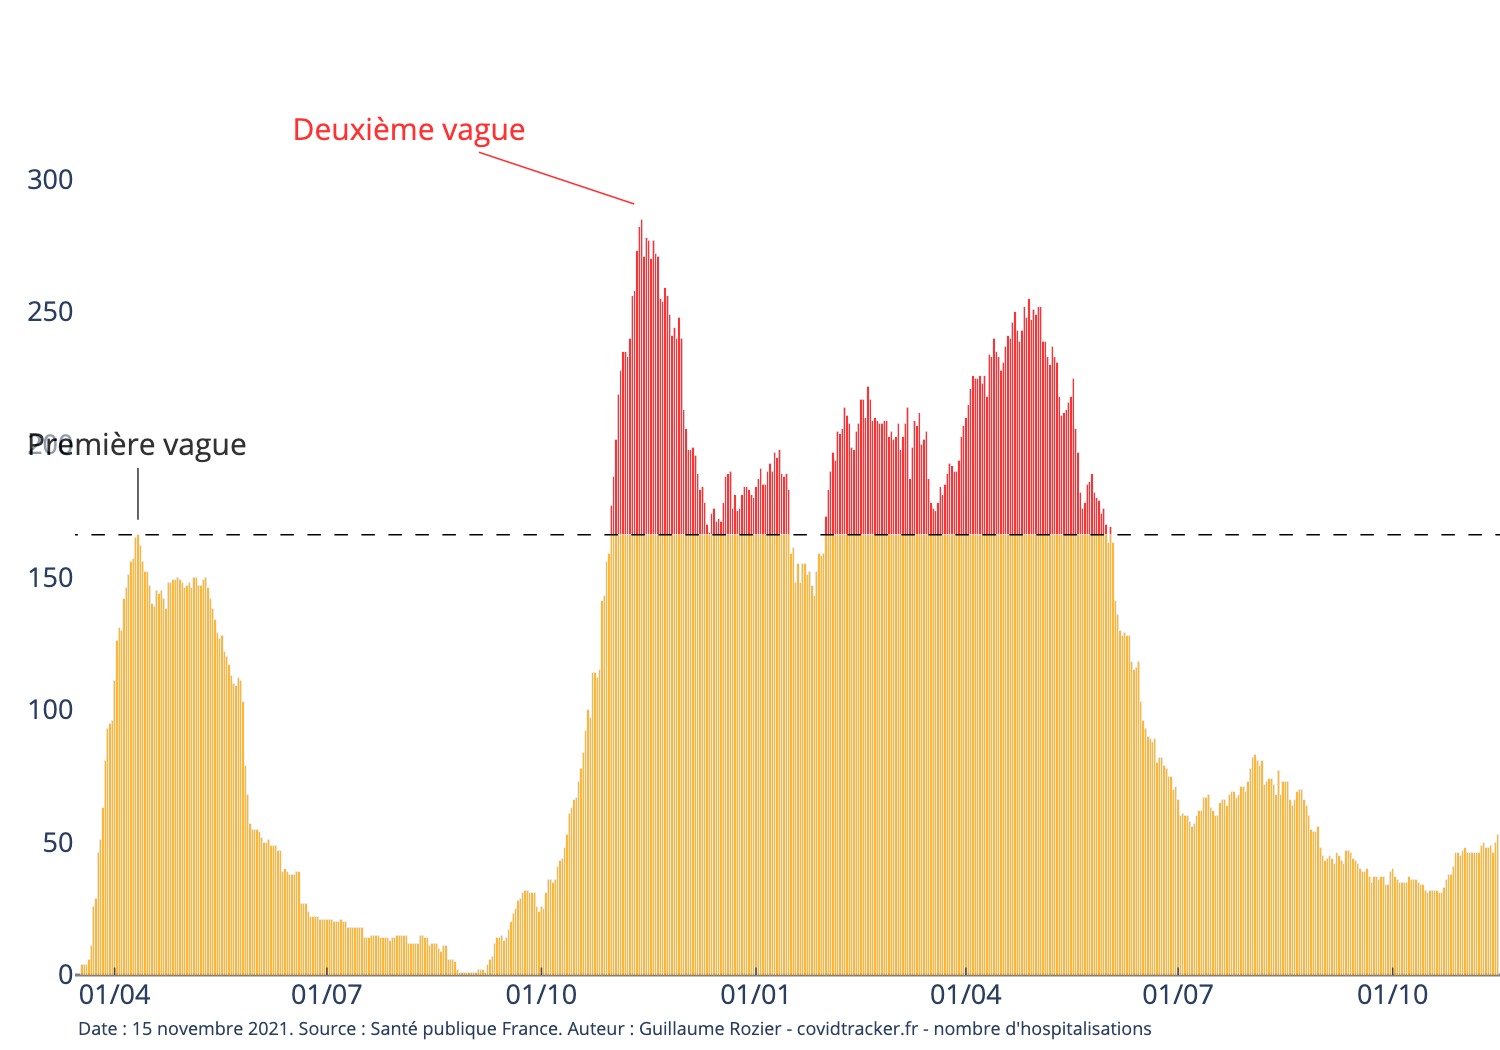 Deuxième vague
300
250
200
Première vague
150
100
50
0
01/04 01/07 01/10 01/01 01/04 01/07 01/10
Date : 15 novembre 2021. Source : Santé publique France. Auteur : Guillaume Rozier - covidtracker.fr - nombre d'hospitalisations